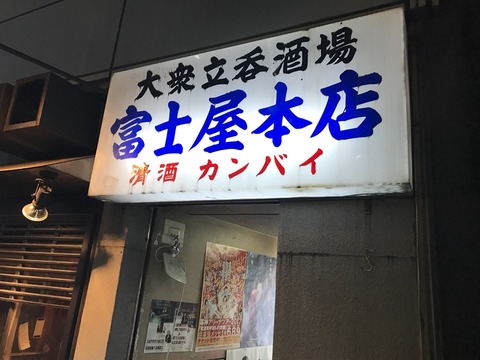 大衆立呑酒場
富士屋本店
清酒 カンバイ